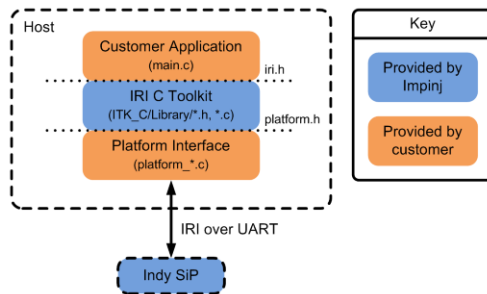 Host
Customer Application
(main.c)
iri.h
IRI C Toolkit
(ITK_C/Library/*.h, *.c)
platform.h
Platform Interface
(platform_*.c)
IRI over UART
Indy SiP
Key
Provided by
Impinj
Provided by
customer